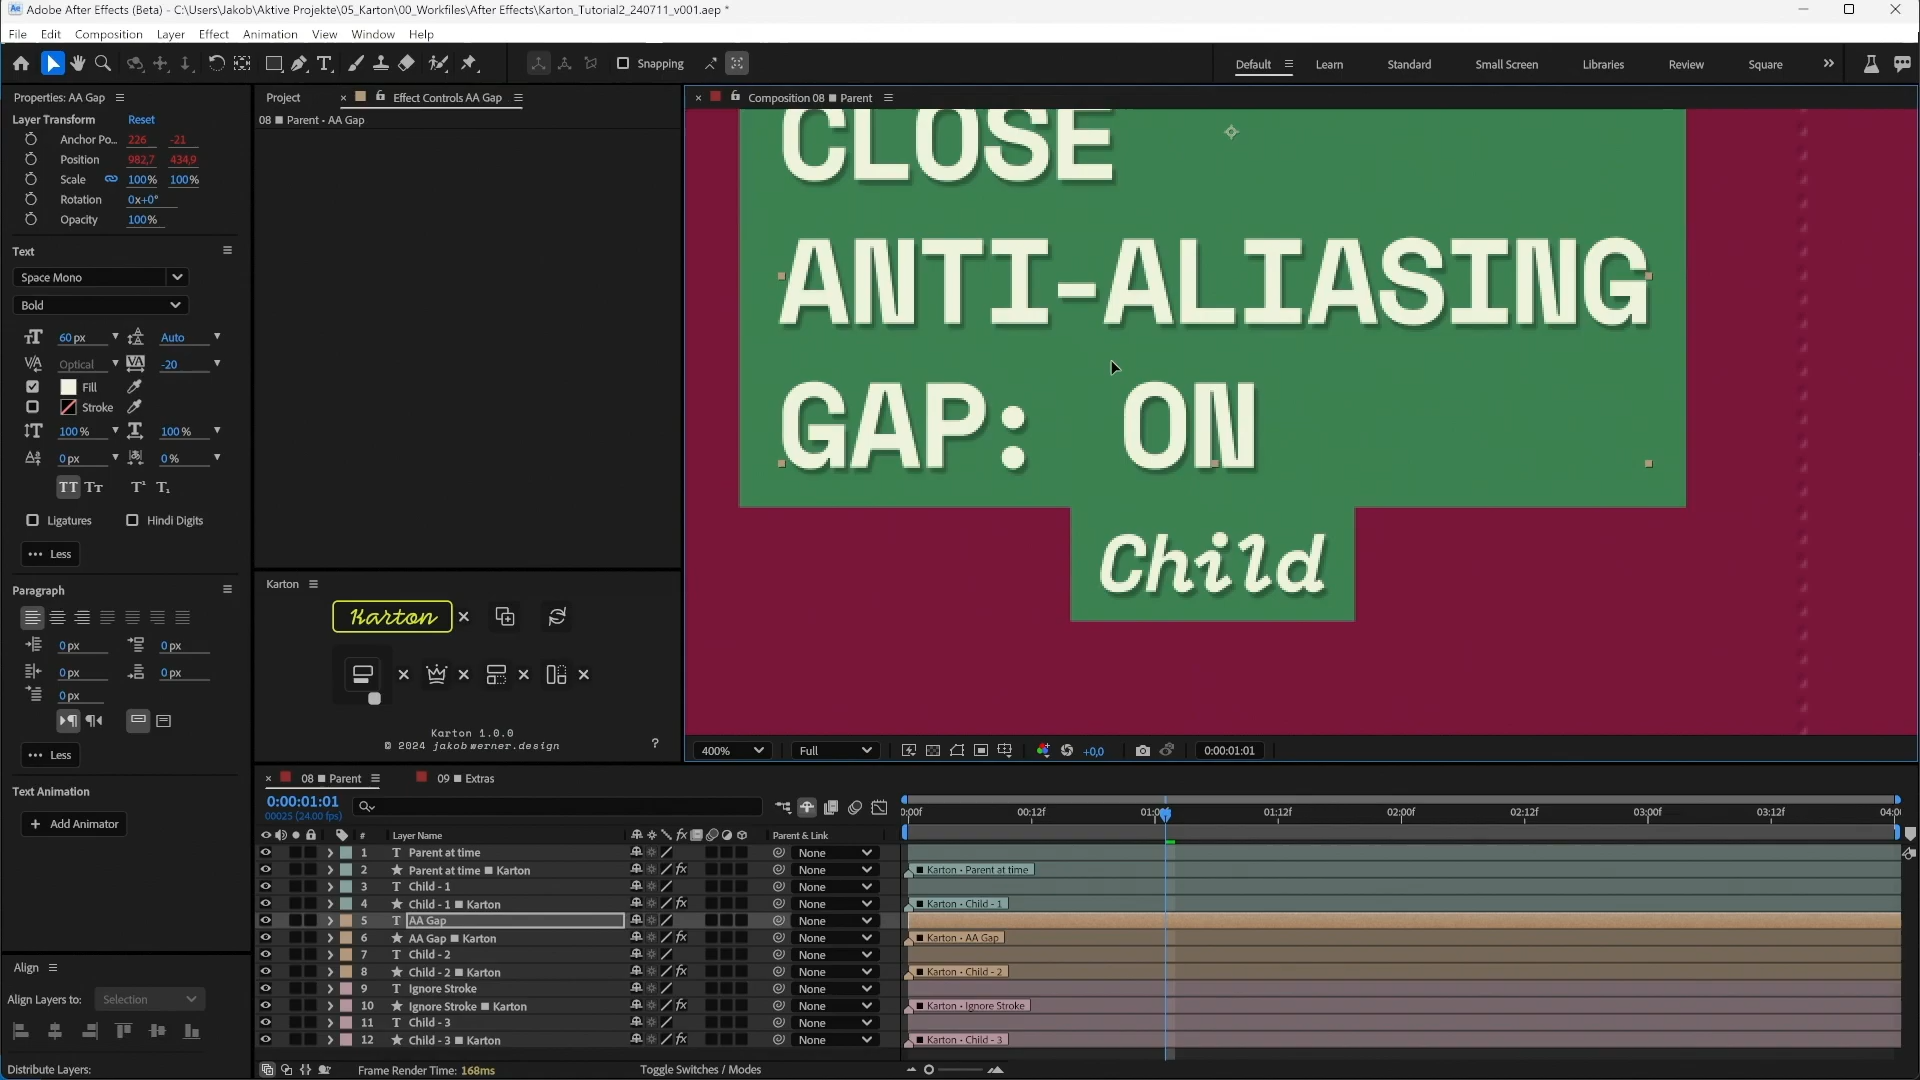 Adobe After Effects (Beta) - C:\Users\Jakob\Aktive Projekte\05_Karton\00_Workfiles\After Effects\Karton_Tutorial2_240711_v001.aep *
File Edit Composition Layer Effect Animation View Window Help
Snapping Default Learn Standard Small Screen Libraries Review Square
Properties: AA Gap
Layer Transform Reset
Anchor Po... 226 -21
Position 982,7 434,9
Scale 100% 100%
Rotation 0x+0°
Opacity 100%
Text
Space Mono
Bold
60 px Auto
Optical -20
Fill
Stroke
100 % 100 %
0 px 0 %
Ligatures Hindi Digits
Less
Paragraph
0 px 0 px
0 px 0 px
0 px
Less
Text Animation
+ Add Animator
Align
Align Layers to: Selection
Distribute Layers:
Project Effect Controls AA Gap
08 ■ Parent • AA Gap
Karton
Karton
Karton 1.0.0
© 2024 jakobwerner.design
?
Composition 08 ■ Parent
CLOSE
ANTI-ALIASING
GAP: ON
Child
400% Full +0,0 0:00:01:01
08 ■ Parent 09 ■ Extras
0:00:01:01
00025 (24.00 fps)
# Layer Name Parent & Link
0:00f 00:12f 01:00f 01:12f 02:00f 02:12f 03:00f 03:12f 04:0
1 T Parent at time None
2 Parent at time ■ Karton fx None ■ Karton • Parent at time
3 T Child - 1 None
4 Child - 1 ■ Karton fx None ■ Karton • Child - 1
5 T AA Gap None
6 AA Gap ■ Karton fx None ■ Karton • AA Gap
7 T Child - 2 None
8 Child - 2 ■ Karton fx None ■ Karton • Child - 2
9 T Ignore Stroke None
10 Ignore Stroke ■ Karton fx None ■ Karton • Ignore Stroke
11 T Child - 3 None
12 Child - 3 ■ Karton fx None ■ Karton • Child - 3
Frame Render Time: 168ms Toggle Switches / Modes